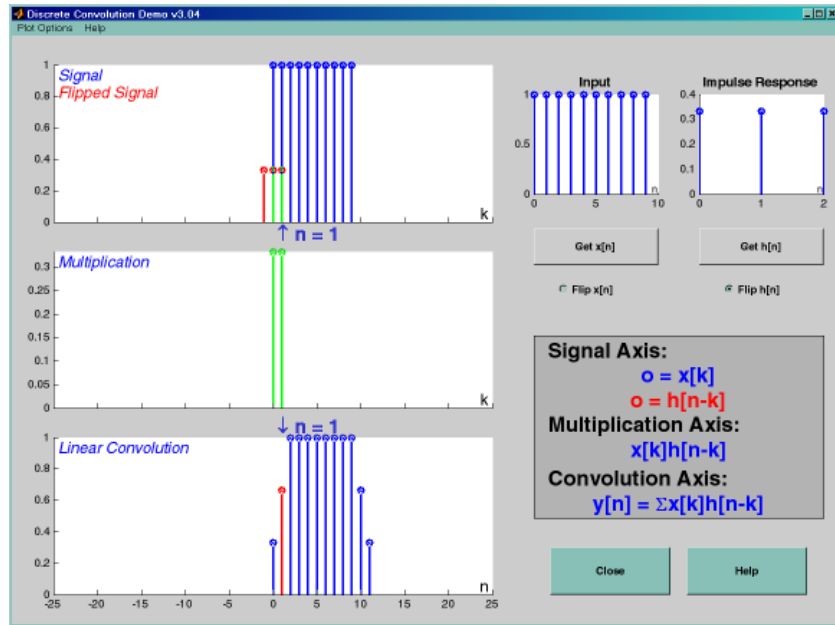 Discrete Convolution Demo v3.04
Plot Options Help
Signal
Flipped Signal
1
0.8
0.6
0.4
0.2
0
k
↑ n = 1
Multiplication
0.3
0.25
0.2
0.15
0.1
0.05
0
k
↓ n = 1
Linear Convolution
1
0.8
0.6
0.4
0.2
0
n
-25 -20 -15 -10 -5 0 5 10 15 20 25
Input
1
0.5
0
n
0 5 10
Impulse Response
0.4
0.3
0.2
0.1
0
n
0 1 2
Get x[n]
Get h[n]
Flip x[n]
Flip h[n]
Signal Axis:
o = x[k]
o = h[n-k]
Multiplication Axis:
x[k]h[n-k]
Convolution Axis:
y[n] = Σx[k]h[n-k]
Close
Help